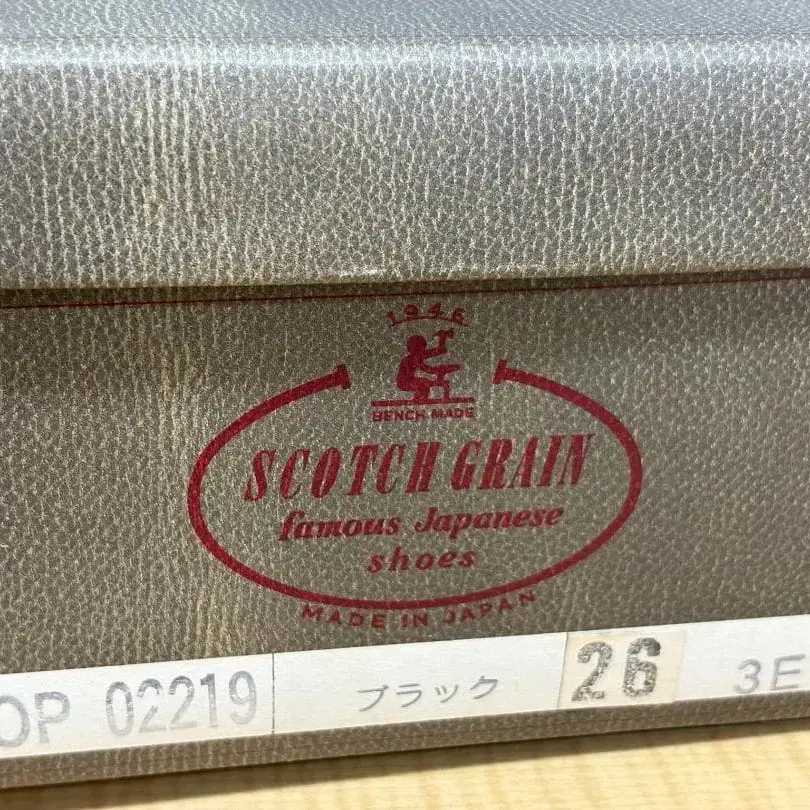 1946
BENCH-MADE
SCOTCH GRAIN
famous Japanese
shoes
MADE IN JAPAN
OP 02219 ブラック 26 3E